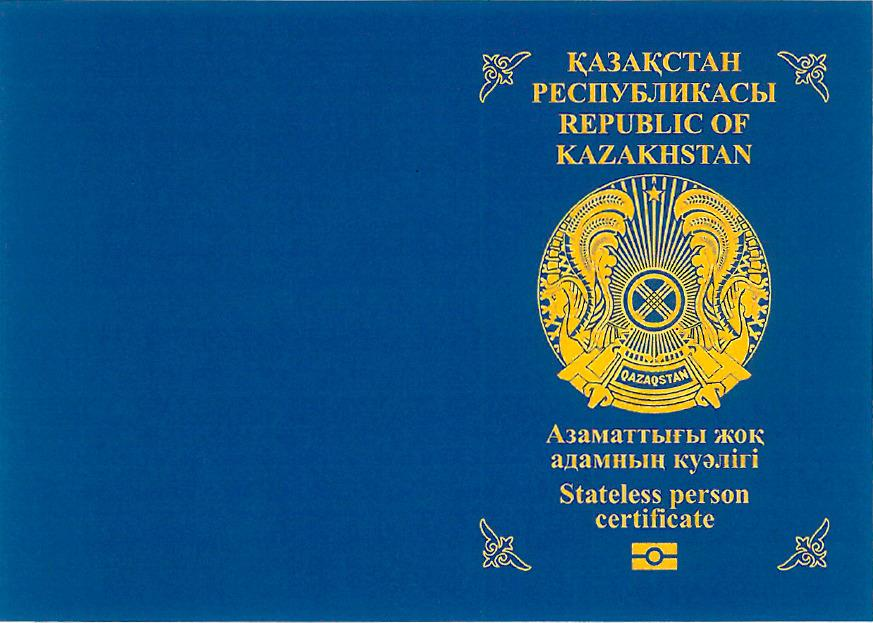 ҚАЗАҚСТАН
РЕСПУБЛИКАСЫ
REPUBLIC OF
KAZAKHSTAN
QAZAQSTAN
Азаматтығы жоқ
адамның куәлігі
Stateless person
certificate